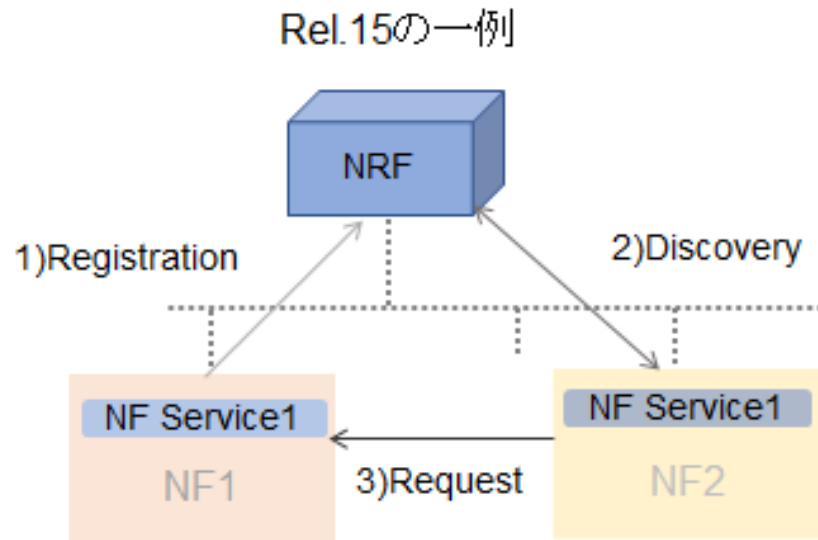 Rel.15の一例
NRF
1)Registration
2)Discovery
NF Service1
NF Service1
NF1
3)Request
NF2